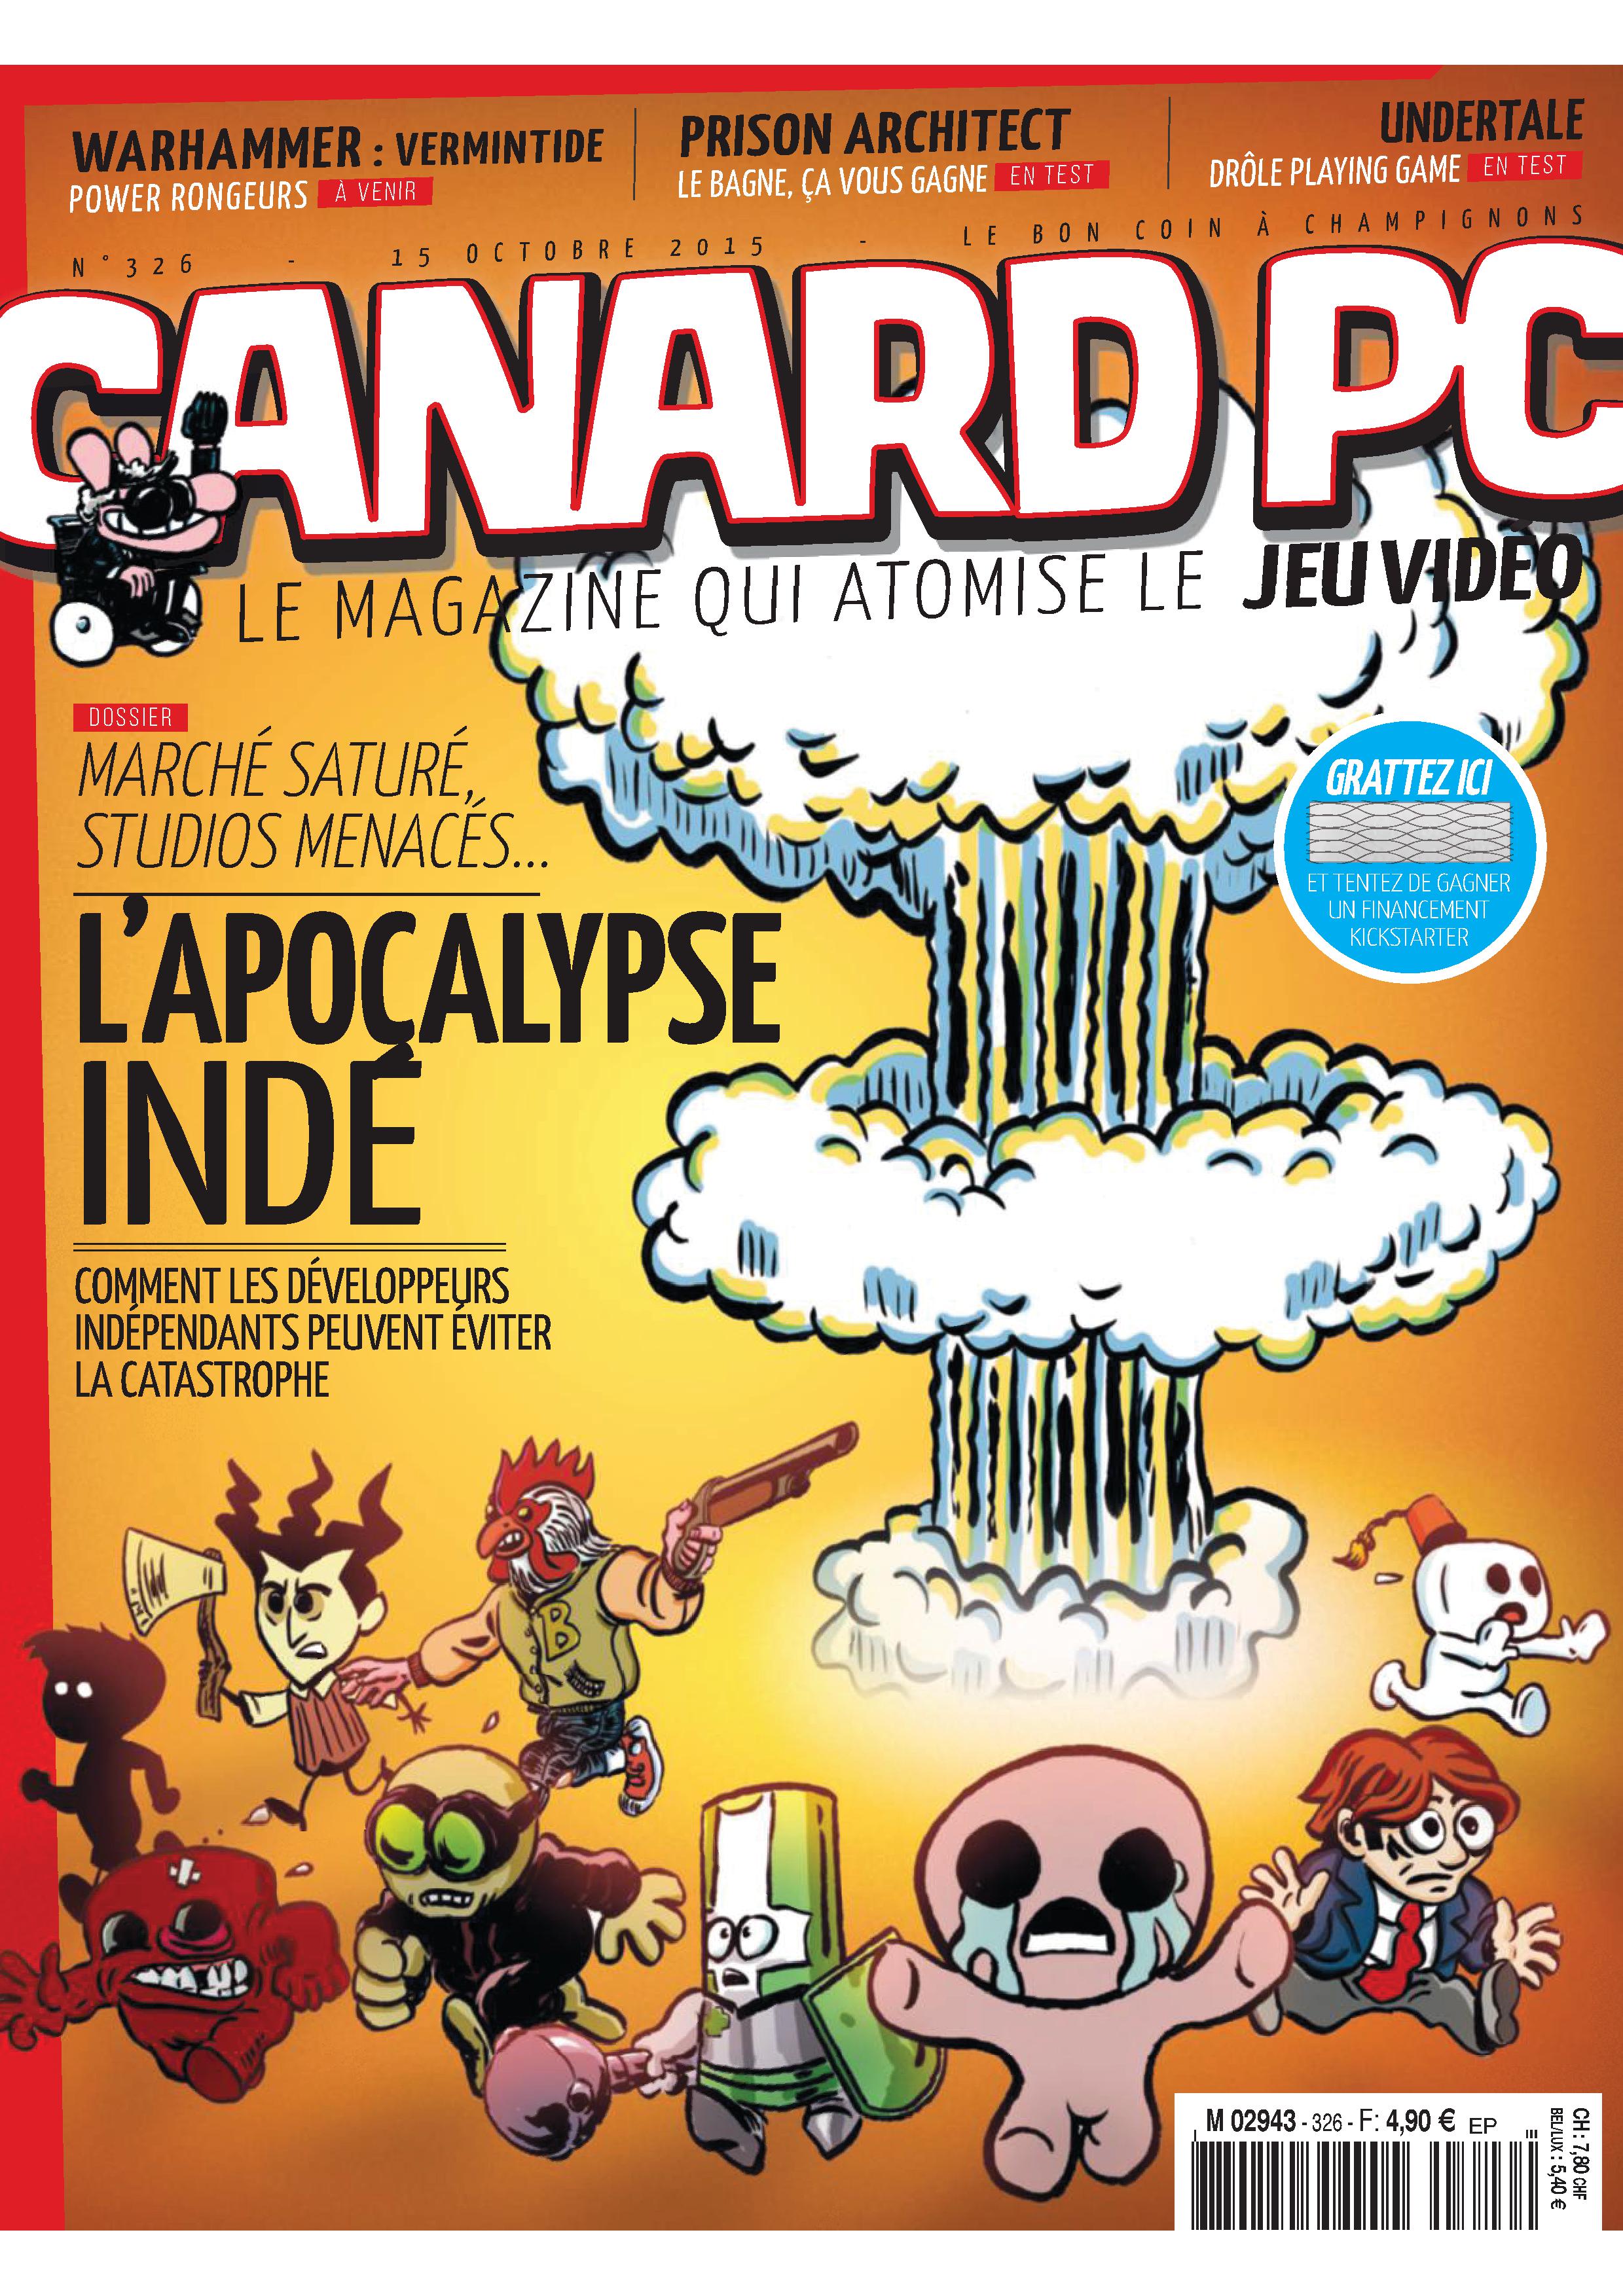 WARHAMMER : VERMINTIDE
POWER RONGEURS À VENIR
PRISON ARCHITECT
LE BAGNE, ÇA VOUS GAGNE EN TEST
UNDERTALE
DRÔLE PLAYING GAME EN TEST
N°326 - 15 OCTOBRE 2015 - LE BON COIN À CHAMPIGNONS
CANARD PC
LE MAGAZINE QUI ATOMISE LE JEU VIDÉO
DOSSIER
MARCHÉ SATURÉ,
STUDIOS MENACÉS...
L'APOCALYPSE
INDÉ
COMMENT LES DÉVELOPPEURS
INDÉPENDANTS PEUVENT ÉVITER
LA CATASTROPHE
GRATTEZ ICI
ET TENTEZ DE GAGNER
UN FINANCEMENT
KICKSTARTER
B
M 02943 - 326 - F: 4,90 € EP
CH : 7,80 CHF
BEL/LUX : 5,40 €